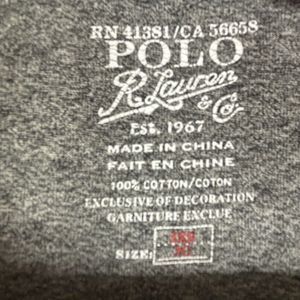 RN 41381/CA 56658
POLO
R. Lauren
& Co
EST. 1967
MADE IN CHINA
FAIT EN CHINE
100% COTTON/COTON
EXCLUSIVE OF DECORATION
GARNITURE EXCLUE
SIZE: